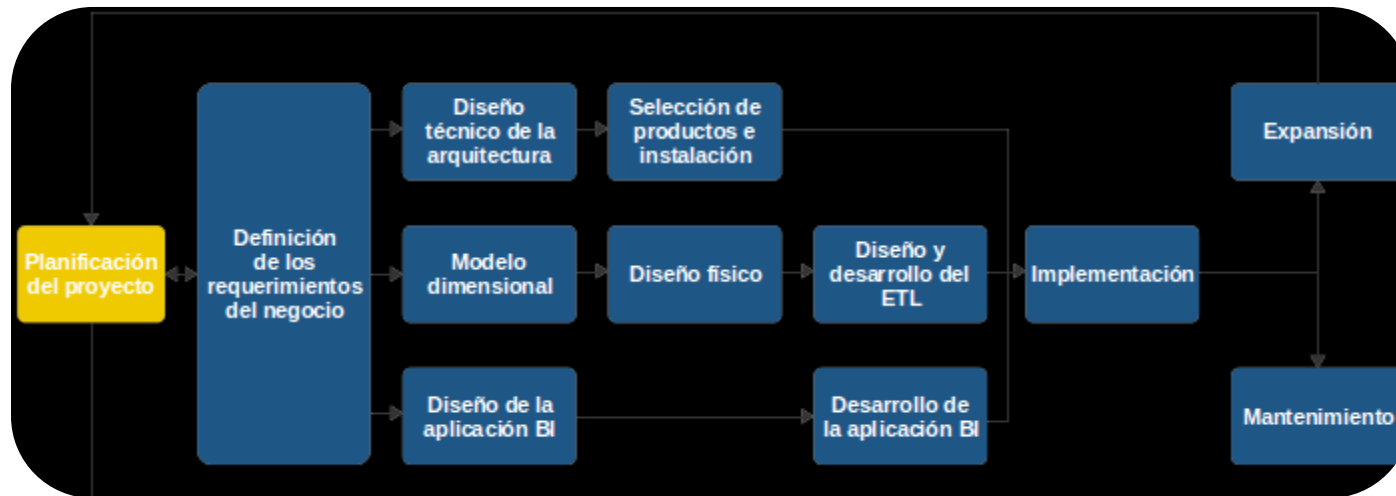 Planificación
del proyecto
Definición
de los
requerimientos
del negocio
Diseño
técnico de la
arquitectura
Selección de
productos e
instalación
Modelo
dimensional
Diseño físico
Diseño y
desarrollo del
ETL
Diseño de la
aplicación BI
Desarrollo de
la aplicación BI
Implementación
Expansión
Mantenimiento